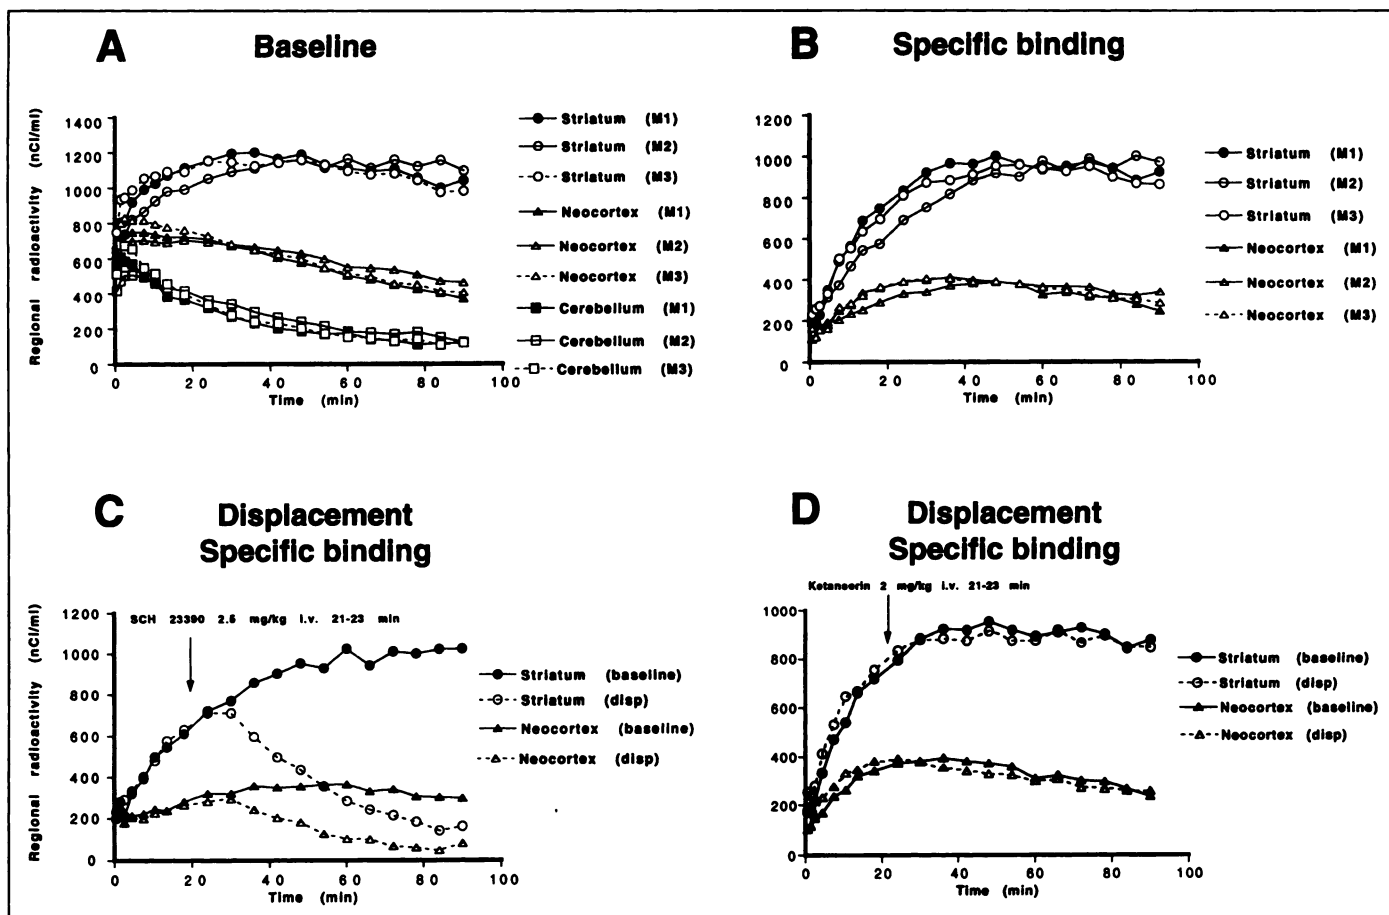 A
Baseline
Regional radioactivity (nCi/ml)
1400
1200
1000
800
600
400
200
0
0 20 40 60 80 100
Time (min)
Striatum (M1)
Striatum (M2)
Striatum (M3)
Neocortex (M1)
Neocortex (M2)
Neocortex (M3)
Cerebellum (M1)
Cerebellum (M2)
Cerebellum (M3)
B
Specific binding
1200
1000
800
600
400
200
0
0 20 40 60 80 100
Time (min)
Striatum (M1)
Striatum (M2)
Striatum (M3)
Neocortex (M1)
Neocortex (M2)
Neocortex (M3)
C
Displacement
Specific binding
Regional radioactivity (nCi/ml)
SCH 23390 2.5 mg/kg i.v. 21-23 min
1200
1000
800
600
400
200
0
0 20 40 60 80 100
Time (min)
Striatum (baseline)
Striatum (disp)
Neocortex (baseline)
Neocortex (disp)
D
Displacement
Specific binding
Ketanserin 2 mg/kg i.v. 21-23 min
1000
800
600
400
200
0
0 20 40 60 80 100
Time (min)
Striatum (baseline)
Striatum (disp)
Neocortex (baseline)
Neocortex (disp)